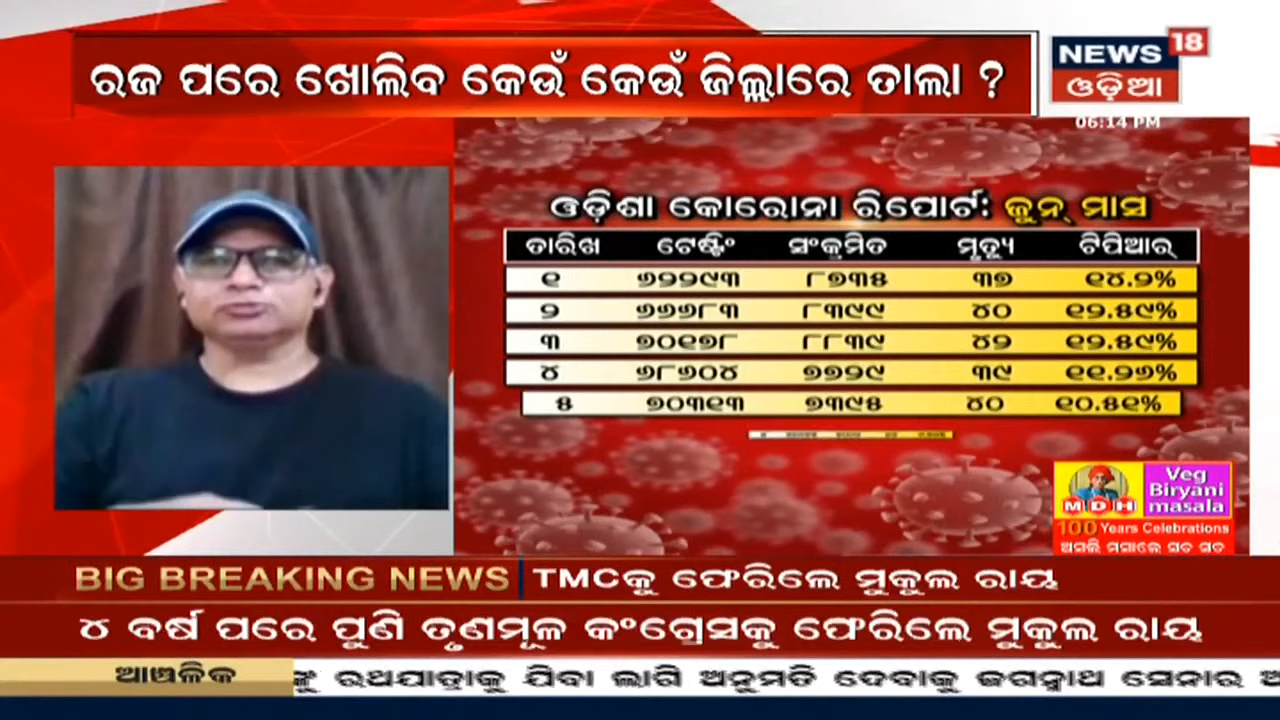 ରଜ ପରେ ଖୋଲିବ କେଉଁ କେଉଁ ଜିଲ୍ଲାରେ ତାଲା ?
NEWS 18
ଓଡ଼ିଆ
06:14 PM
ଓଡ଼ିଶା କୋରୋନା ରିପୋର୍ଟ: ଜୁନ୍ ମାସ
ତାରିଖ ଟେଷ୍ଟିଂ ସଂକ୍ରମିତ ମୃତ୍ୟୁ ଟିପିଆର୍
୧ ୬୨୨୯୩ ୮୭୩୫ ୩୭ ୧୪.୨%
୨ ୬୬୬୮୩ ୮୩୯୯ ୪୦ ୧୨.୫୯%
୩ ୭୦୧୭୮ ୮୮୩୯ ୪୨ ୧୨.୫୯%
୪ ୬୮୬୦୪ ୭୭୨୯ ୩୯ ୧୧.୨୬%
୫ ୭୦୩୧୩ ୭୩୯୫ ୪୦ ୧୦.୫୧%
MDH
Veg
Biryani
masala
100 Years Celebrations
BIG BREAKING NEWS TMCକୁ ଫେରିଲେ ମୁକୁଲ ରାୟ
୪ ବର୍ଷ ପରେ ପୁଣି ତୃଣମୂଳ କଂଗ୍ରେସକୁ ଫେରିଲେ ମୁକୁଲ ରାୟ
ଆଞ୍ଚଳିକ ରଥଯାତ୍ରାକୁ ଯିବା ଲାଗି ଅନୁମତି ଦେବାକୁ ଜଗନ୍ନାଥ ସେନାର